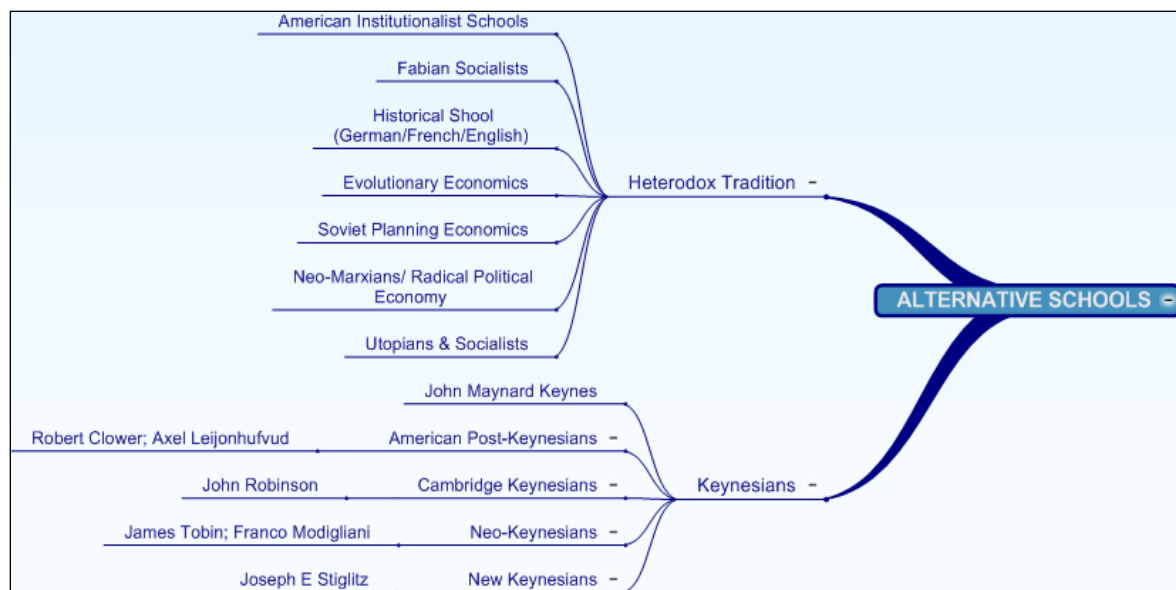 American Institutionalist Schools
Fabian Socialists
Historical Shool
(German/French/English)
Evolutionary Economics
Heterodox Tradition
Soviet Planning Economics
Neo-Marxians/ Radical Political
Economy
ALTERNATIVE SCHOOLS
Utopians & Socialists
John Maynard Keynes
Robert Clower; Axel Leijonhufvud
American Post-Keynesians
John Robinson
Cambridge Keynesians
Keynesians
James Tobin; Franco Modigliani
Neo-Keynesians
Joseph E Stiglitz
New Keynesians